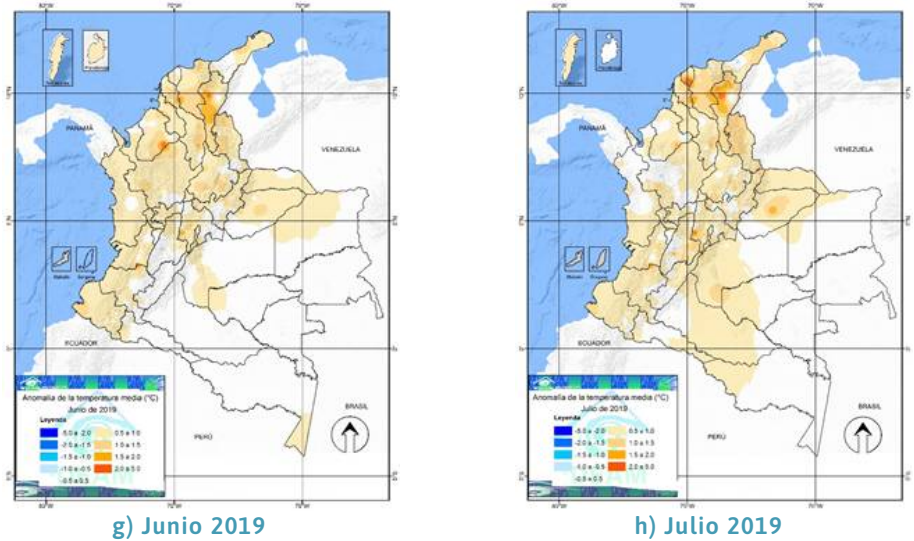 PANAMÁ
VENEZUELA
ECUADOR
PERÚ
BRASIL
Anomalía de la temperatura media (°C)
Junio de 2019
Leyenda
-5.0 a -2.0
-2.0 a -1.5
-1.5 a -1.0
-1.0 a -0.5
-0.5 a 0.5
0.5 a 1.0
1.0 a 1.5
1.5 a 2.0
2.0 a 5.0
g) Junio 2019
PANAMÁ
VENEZUELA
ECUADOR
PERÚ
BRASIL
Anomalía de la temperatura media (°C)
Julio de 2019
Leyenda
-5.0 a -2.0
-2.0 a -1.5
-1.5 a -1.0
-1.0 a -0.5
-0.5 a 0.5
0.5 a 1.0
1.0 a 1.5
1.5 a 2.0
2.0 a 5.0
h) Julio 2019